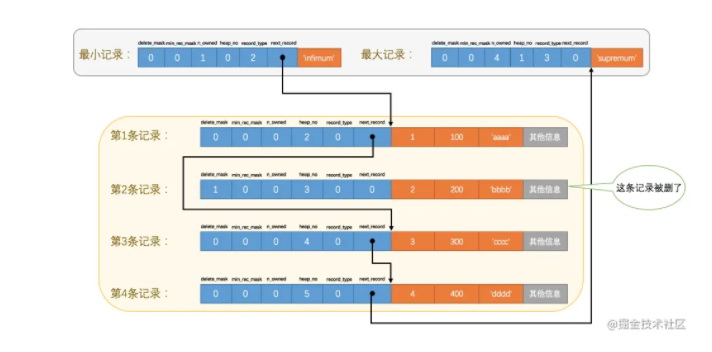 delete_mask min_rec_mask n_owned heap_no record_type next_record
最小记录： 0 0 1 0 2 'infimum'
delete_mask min_rec_mask n_owned heap_no record_type next_record
最大记录： 0 0 4 1 3 0 'supremum'
delete_mask min_rec_mask n_owned heap_no record_type next_record
第1条记录： 0 0 0 2 0 1 100 'aaaa' 其他信息
delete_mask min_rec_mask n_owned heap_no record_type next_record
第2条记录： 1 0 0 3 0 0 2 200 'bbbb' 其他信息
这条记录被删了
delete_mask min_rec_mask n_owned heap_no record_type next_record
第3条记录： 0 0 0 4 0 3 300 'cccc' 其他信息
delete_mask min_rec_mask n_owned heap_no record_type next_record
第4条记录： 0 0 0 5 0 4 400 'dddd' 其他信息
@掘金技术社区